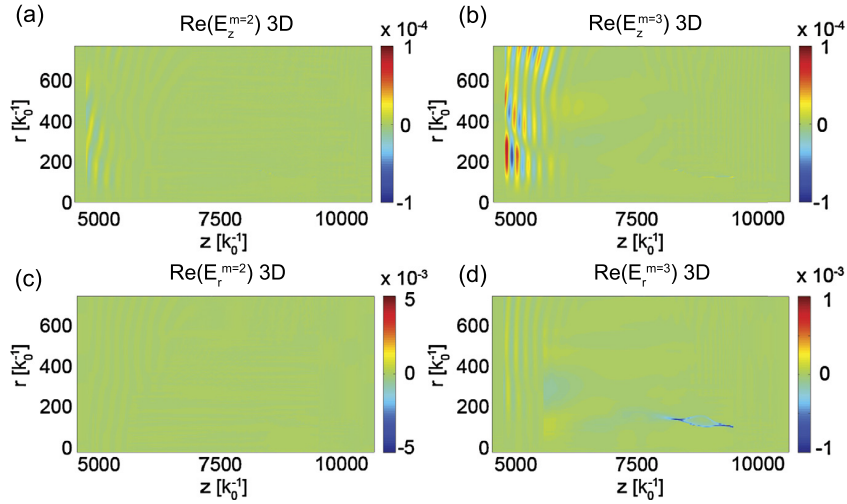 (a) Re(E_z^{m=2}) 3D
x 10^-4
r [k_0^-1]
600
400
200
0
5000 7500 10000
z [k_0^-1]
1
0
-1
(b) Re(E_z^{m=3}) 3D
x 10^-4
r [k_0^-1]
600
400
200
0
5000 7500 10000
z [k_0^-1]
1
0
-1
(c) Re(E_r^{m=2}) 3D
x 10^-3
r [k_0^-1]
600
400
200
0
5000 7500 10000
z [k_0^-1]
5
0
-5
(d) Re(E_r^{m=3}) 3D
x 10^-3
r [k_0^-1]
600
400
200
0
5000 7500 10000
z [k_0^-1]
1
0
-1